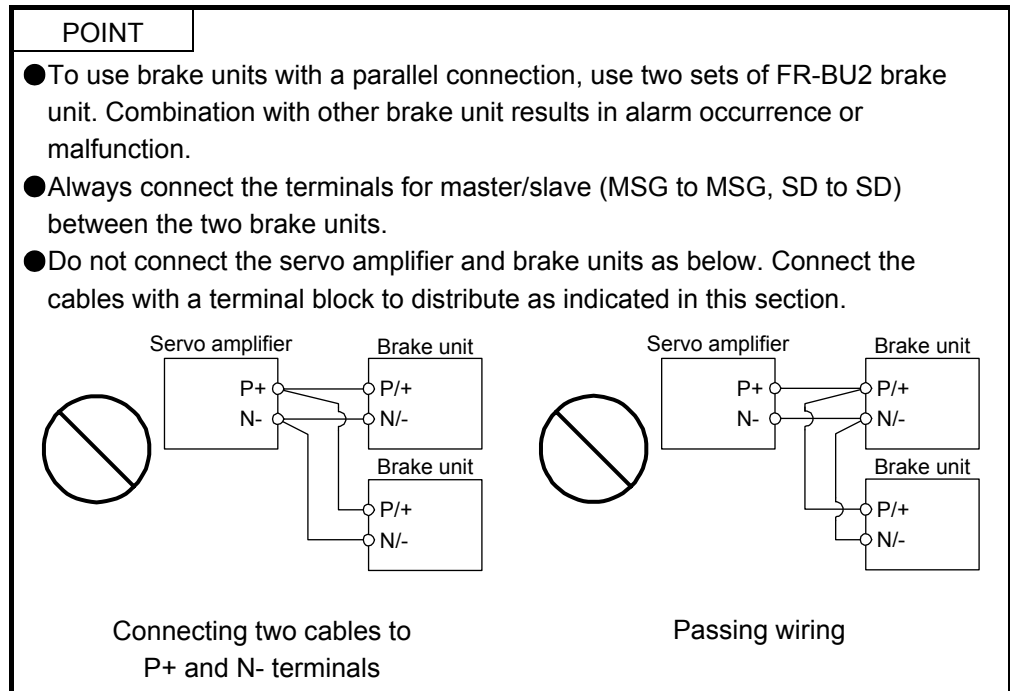 POINT
●To use brake units with a parallel connection, use two sets of FR-BU2 brake
unit. Combination with other brake unit results in alarm occurrence or
malfunction.
●Always connect the terminals for master/slave (MSG to MSG, SD to SD)
between the two brake units.
●Do not connect the servo amplifier and brake units as below. Connect the
cables with a terminal block to distribute as indicated in this section.
Servo amplifier
Brake unit
P+
P/+
N-
N/-
Brake unit
P/+
N/-
Connecting two cables to
P+ and N- terminals
Servo amplifier
Brake unit
P+
P/+
N-
N/-
Brake unit
P/+
N/-
Passing wiring